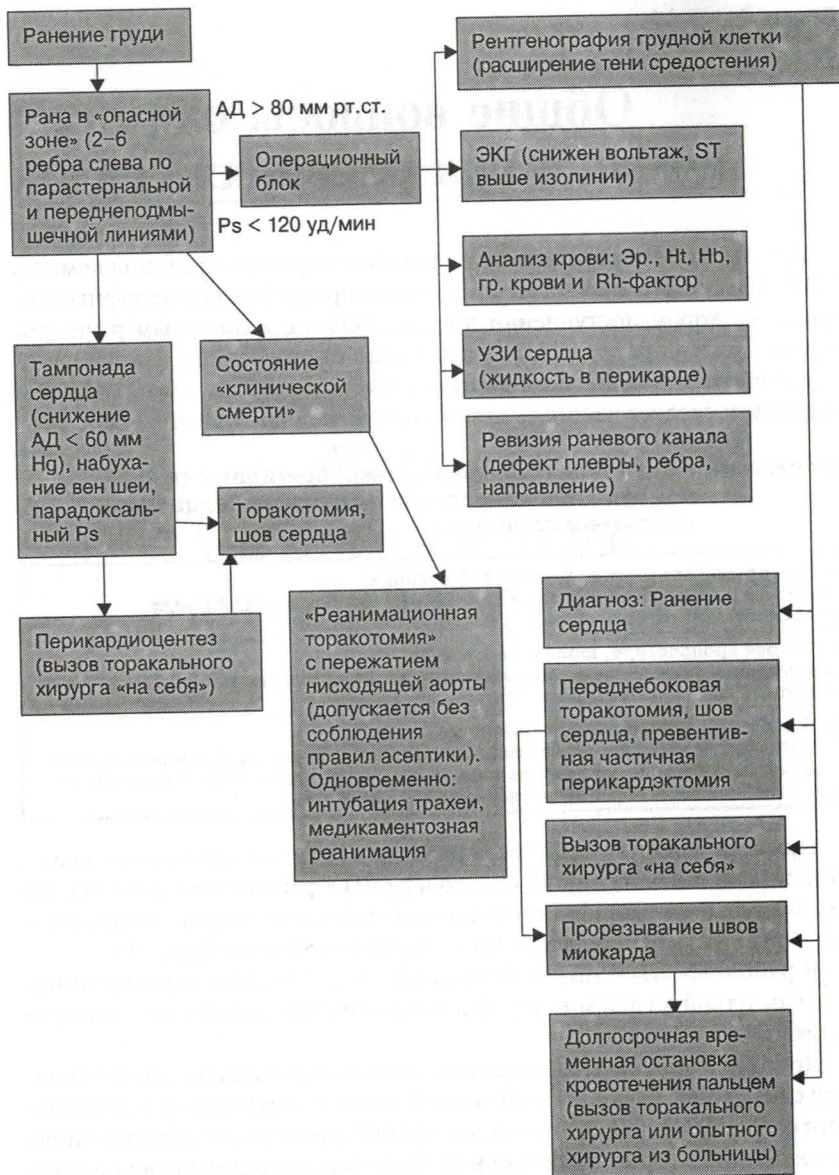 Ранение груди
Рана в «опасной
зоне» (2–6
ребра слева по
парастернальной
и переднеподмы-
шечной линиями)
АД > 80 мм рт.ст.
Ps < 120 уд/мин
Операционный
блок
Рентгенография грудной клетки
(расширение тени средостения)
ЭКГ (снижен вольтаж, ST
выше изолинии)
Анализ крови: Эр., Ht, Hb,
гр. крови и Rh-фактор
УЗИ сердца
(жидкость в перикарде)
Ревизия раневого канала
(дефект плевры, ребра,
направление)
Тампонада
сердца
(снижение
АД < 60 мм
Hg), набуха-
ние вен шеи,
парадоксаль-
ный Ps
Состояние
«клинической
смерти»
Торакотомия,
шов сердца
Перикардиоцентез
(вызов торакального
хирурга «на себя»)
«Реанимационная
торакотомия»
с пережатием
нисходящей аорты
(допускается без
соблюдения
правил асептики).
Одновременно:
интубация трахеи,
медикаментозная
реанимация
Диагноз: Ранение
сердца
Переднебоковая
торакотомия, шов
сердца, превентив-
ная частичная
перикардэктомия
Вызов торакального
хирурга «на себя»
Прорезывание швов
миокарда
Долгосрочная вре-
менная остановка
кровотечения пальцем
(вызов торакального
хирурга или опытного
хирурга из больницы)